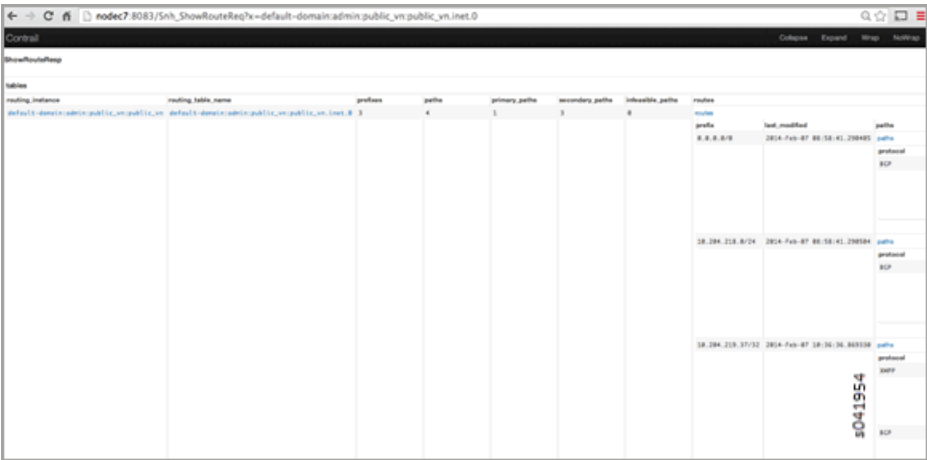 nodec7:8083/Snh_ShowRouteReq?x=default-domain:admin:public_vn:public_vn.inet.0
Contrail Collapse Expand Wrap NoWrap
ShowRouteResp
tables
routing_instance routing_table_name prefixes paths primary_paths secondary_paths infeasible_paths routes
default-domain:admin:public_vn:public_vn default-domain:admin:public_vn:public_vn.inet.0 3 4 1 3 0 routes
prefix last_modified paths
0.0.0.0/0 2014-Feb-07 08:58:41.290405 paths
protocol
BGP
10.204.218.0/24 2014-Feb-07 08:58:41.290504 paths
protocol
BGP
10.204.219.37/32 2014-Feb-07 10:36:36.869330 paths
protocol
XMPP
BGP
s041954